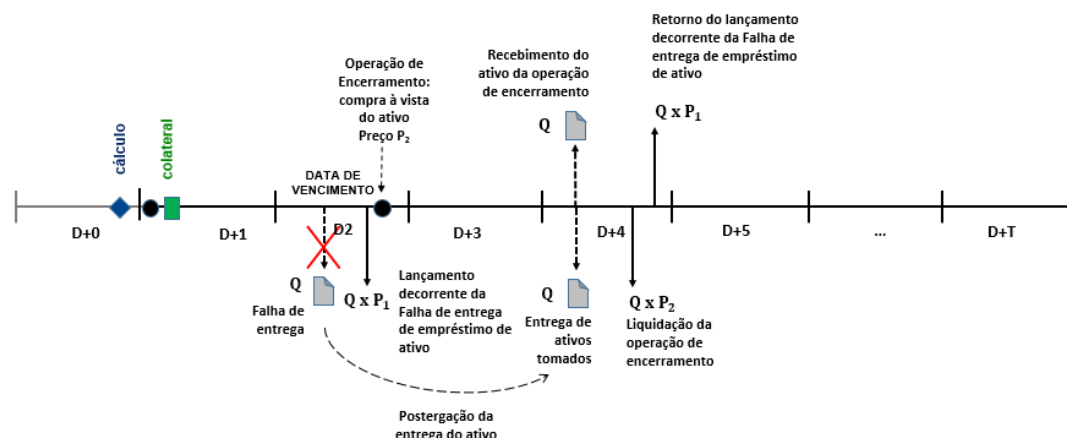 Retorno do lançamento
decorrente da Falha de
entrega de empréstimo
de ativo
Operação de
Encerramento:
compra à vista
do ativo
Preço P₂
Recebimento do
ativo da operação
de encerramento
Q
Q x P₁
cálculo
colateral
DATA DE
VENCIMENTO
D+0
D+1
D2
D+3
D+4
D+5
...
D+T
Q
Falha de
entrega
Q x P₁
Lançamento
decorrente da
Falha de entrega
de empréstimo de
ativo
Q
Entrega de
ativos
tomados
Q x P₂
Liquidação da
operação de
encerramento
Postergação da
entrega do ativo